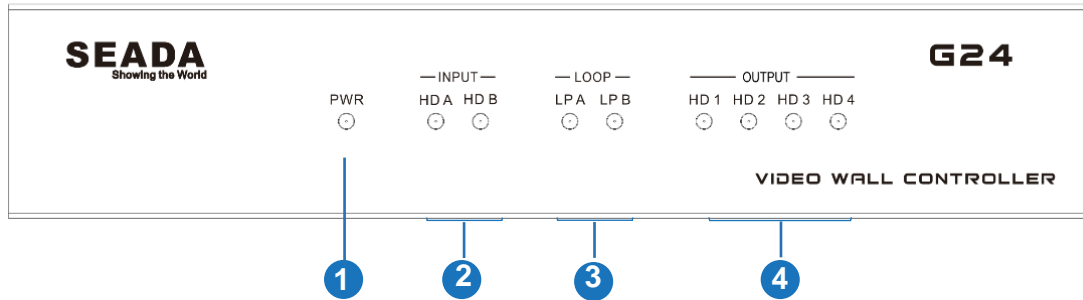 SEADA
Showing the World
G24
INPUT
LOOP
OUTPUT
PWR
HD A HD B
LP A LP B
HD 1 HD 2 HD 3 HD 4
VIDEO WALL CONTROLLER
1
2
3
4